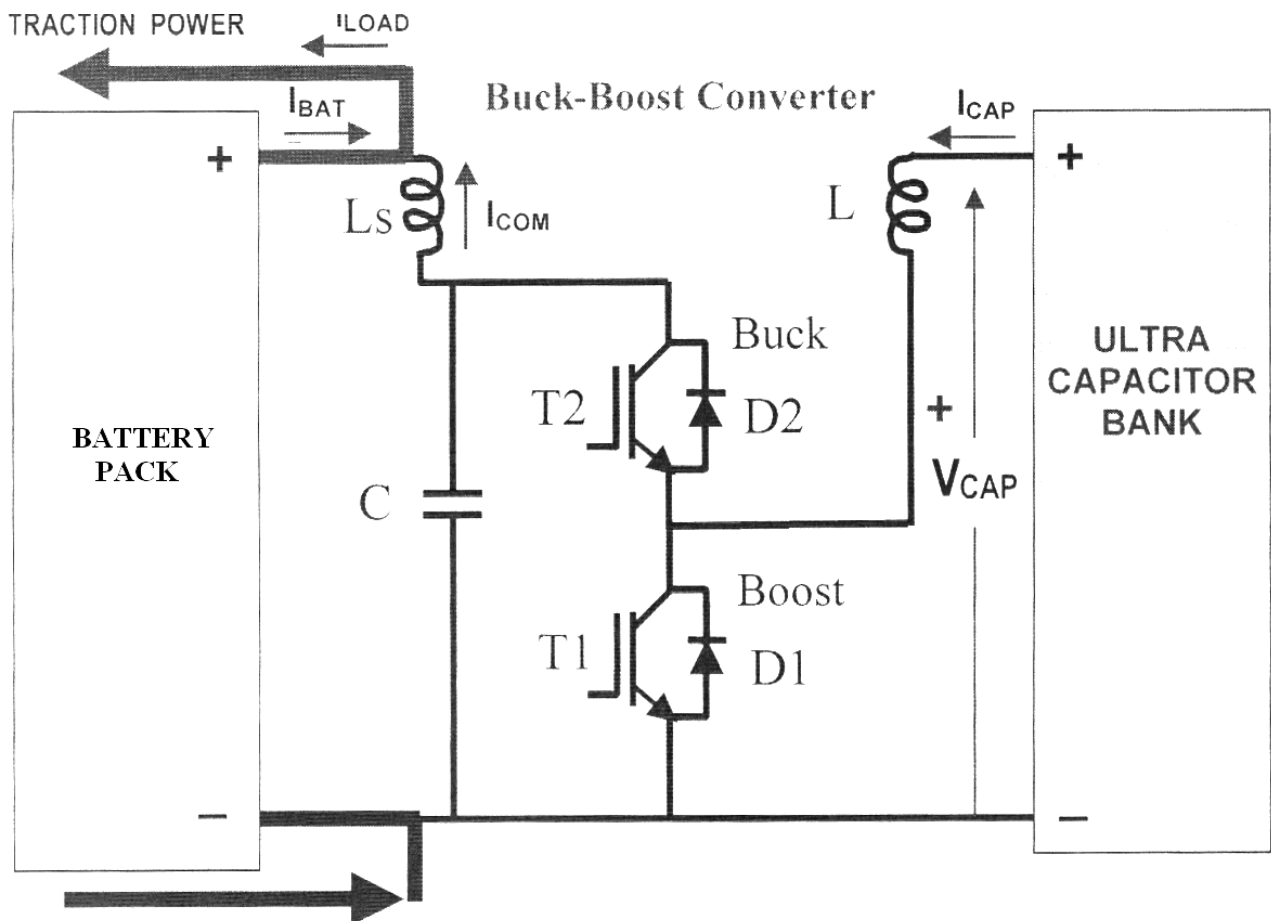 TRACTION POWER
ILOAD
IBAT
Buck-Boost Converter
ICAP
+
+
Ls
ICOM
L
Buck
T2
D2
+
ULTRA
CAPACITOR
BANK
BATTERY
PACK
VCAP
C
Boost
T1
D1
−
−